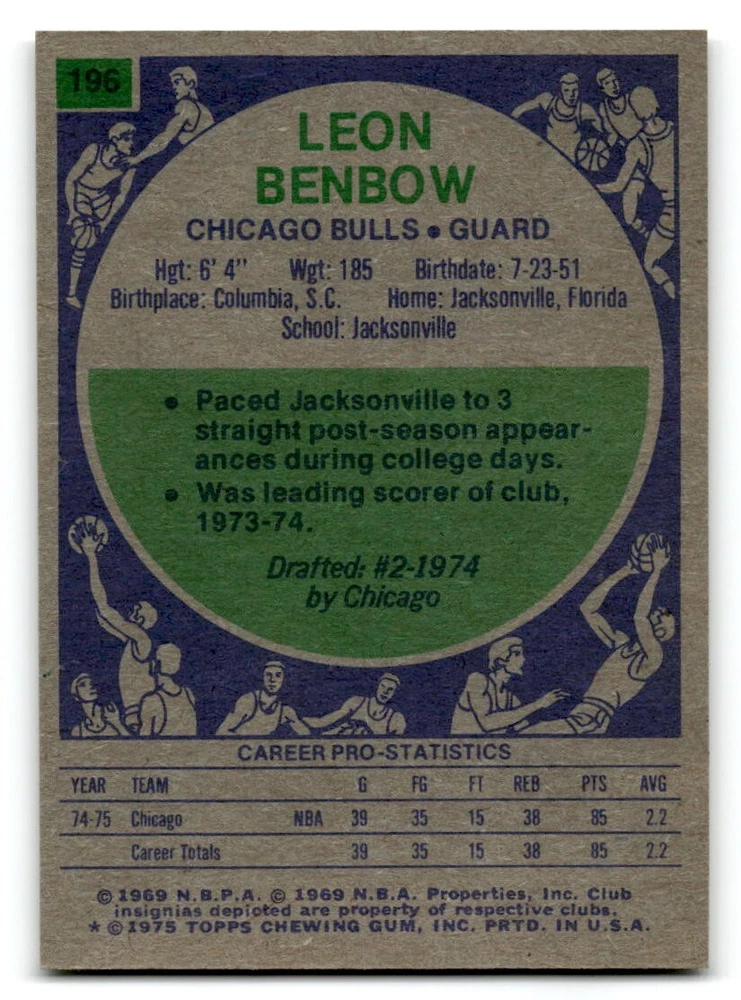 196
LEON
BENBOW
CHICAGO BULLS • GUARD
Hgt: 6' 4" Wgt: 185 Birthdate: 7-23-51
Birthplace: Columbia, S.C. Home: Jacksonville, Florida
School: Jacksonville
• Paced Jacksonville to 3
straight post-season appear-
ances during college days.
• Was leading scorer of club,
1973-74.
Drafted: #2-1974
by Chicago
CAREER PRO-STATISTICS
YEAR TEAM G FG FT REB PTS AVG
74-75 Chicago NBA 39 35 15 38 85 2.2
Career Totals 39 35 15 38 85 2.2
© 1969 N.B.P.A. © 1969 N.B.A. Properties, Inc. Club
insignias depicted are property of respective clubs.
* © 1975 TOPPS CHEWING GUM, INC. PRTD. IN U.S.A.